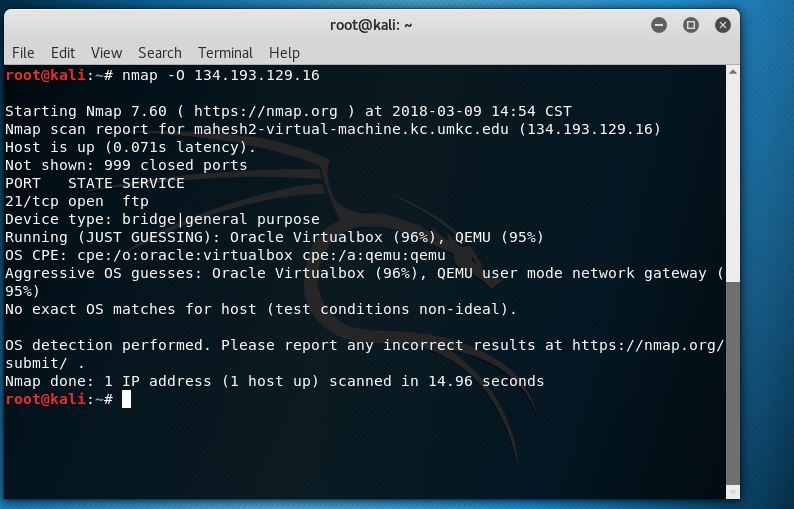 root@kali: ~
File Edit View Search Terminal Help
root@kali:~# nmap -O 134.193.129.16
Starting Nmap 7.60 ( https://nmap.org ) at 2018-03-09 14:54 CST
Nmap scan report for mahesh2-virtual-machine.kc.umkc.edu (134.193.129.16)
Host is up (0.071s latency).
Not shown: 999 closed ports
PORT   STATE SERVICE
21/tcp open  ftp
Device type: bridge|general purpose
Running (JUST GUESSING): Oracle Virtualbox (96%), QEMU (95%)
OS CPE: cpe:/o:oracle:virtualbox cpe:/a:qemu:qemu
Aggressive OS guesses: Oracle Virtualbox (96%), QEMU user mode network gateway (
95%)
No exact OS matches for host (test conditions non-ideal).
OS detection performed. Please report any incorrect results at https://nmap.org/
submit/ .
Nmap done: 1 IP address (1 host up) scanned in 14.96 seconds
root@kali:~#